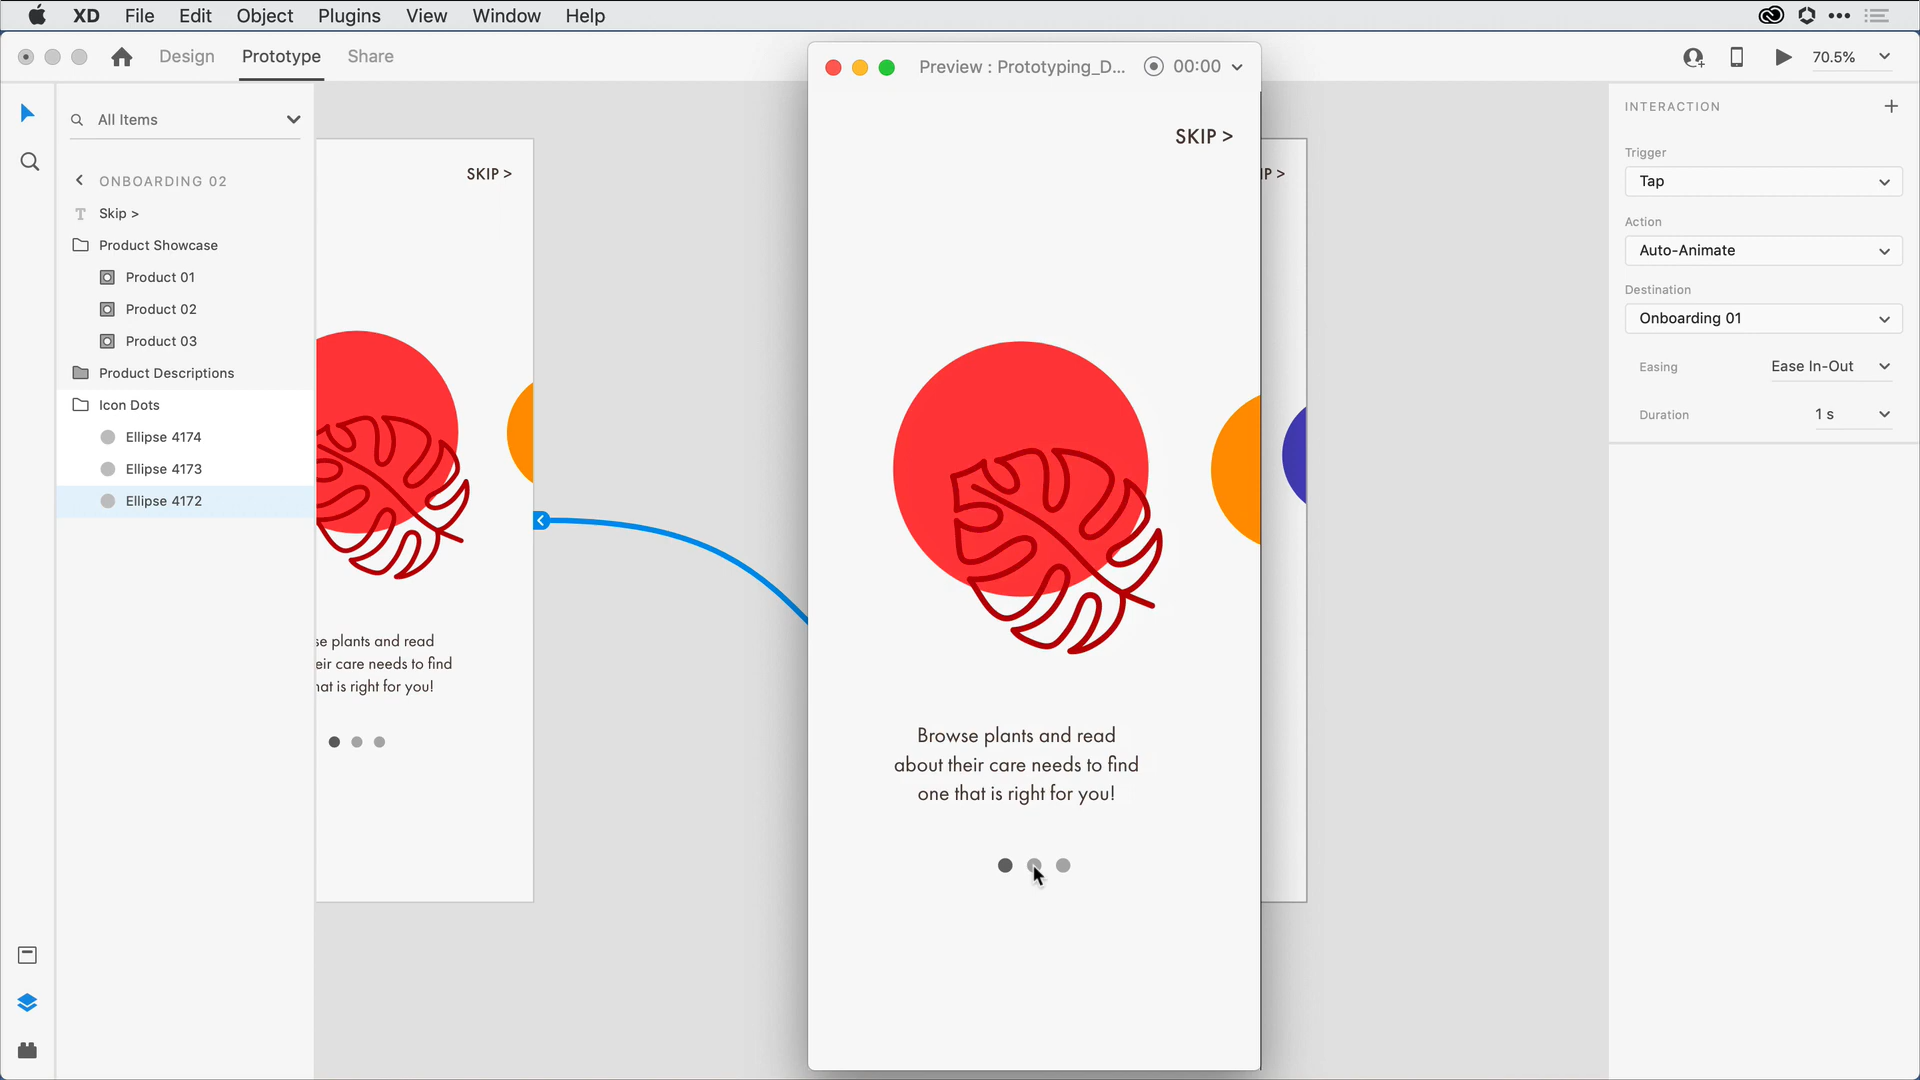 XD File Edit Object Plugins View Window Help
Design Prototype Share
Preview : Prototyping_D... 00:00
70.5%
All Items
ONBOARDING 02
Skip >
Product Showcase
Product 01
Product 02
Product 03
Product Descriptions
Icon Dots
Ellipse 4174
Ellipse 4173
Ellipse 4172
SKIP >
se plants and read
eir care needs to find
at is right for you!
SKIP >
Browse plants and read
about their care needs to find
one that is right for you!
IP >
INTERACTION
Trigger
Tap
Action
Auto-Animate
Destination
Onboarding 01
Easing Ease In-Out
Duration 1 s